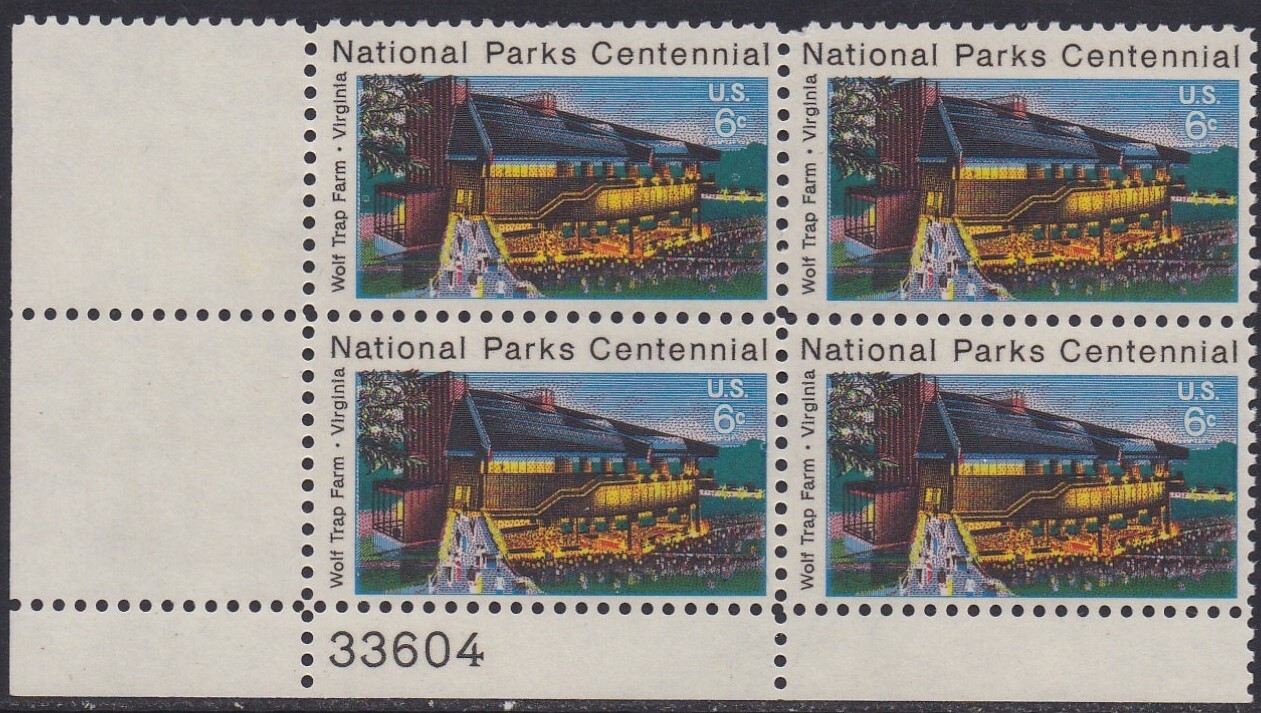 National Parks Centennial
Wolf Trap Farm • Virginia
U.S.
6c
National Parks Centennial
Wolf Trap Farm • Virginia
U.S.
6c
National Parks Centennial
Wolf Trap Farm • Virginia
U.S.
6c
National Parks Centennial
Wolf Trap Farm • Virginia
U.S.
6c
33604